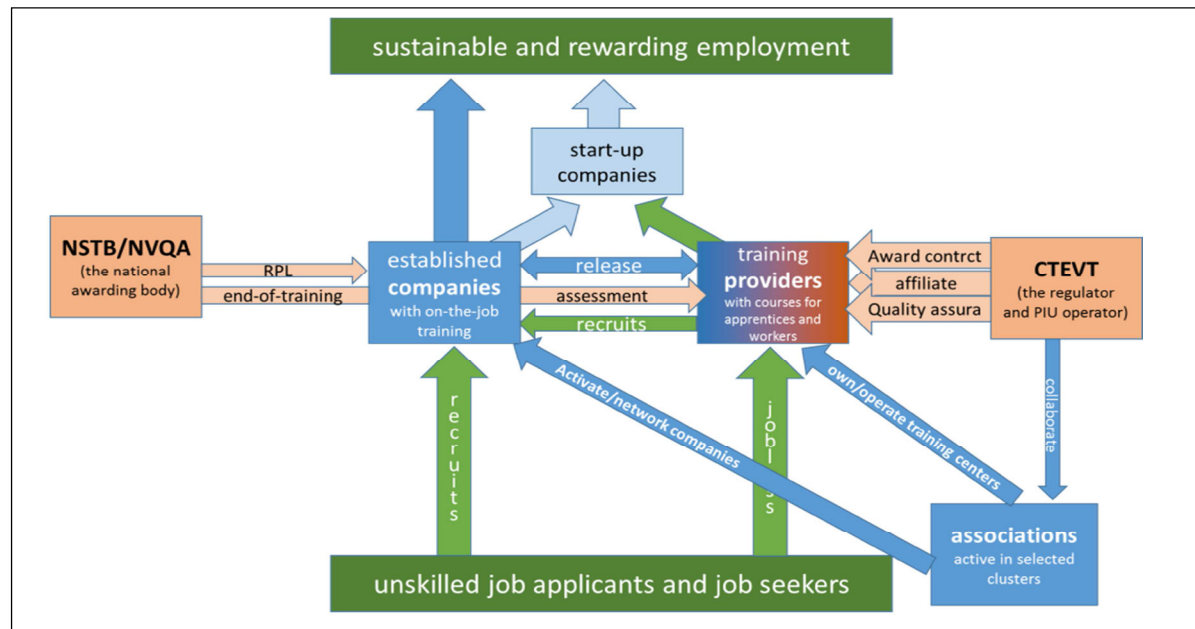 sustainable and rewarding employment
start-up
companies
NSTB/NVQA
(the national
awarding body)
RPL
end-of-training
established
companies
with on-the-job
training
release
assessment
recruits
training
providers
with courses for
apprentices and
workers
Award contrct
affiliate
Quality assura
CTEVT
(the regulator
and PIU operator)
collaborate
own/operate training centers
Activate/network companies
recruits
jobl ss
associations
active in selected
clusters
unskilled job applicants and job seekers